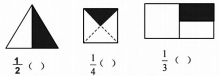 1/2 ( ) 1/4 ( ) 1/3 ( )